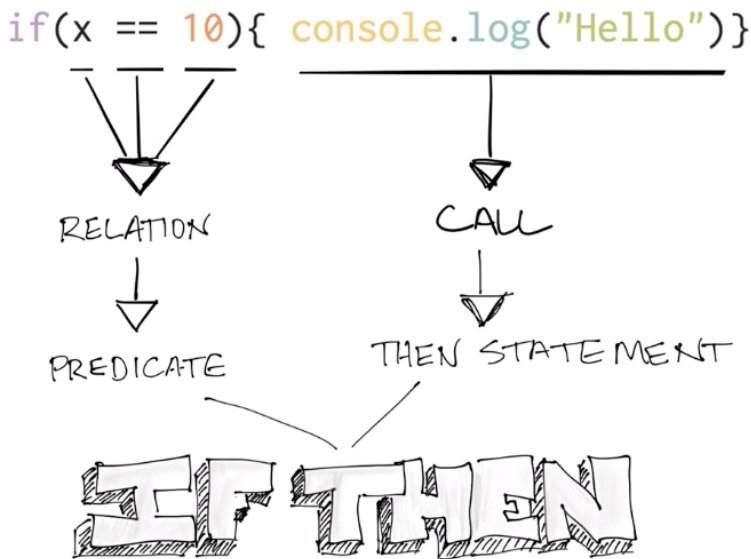 if(x == 10){ console.log("Hello")}
RELATION
CALL
PREDICATE
THEN STATEMENT
IF THEN